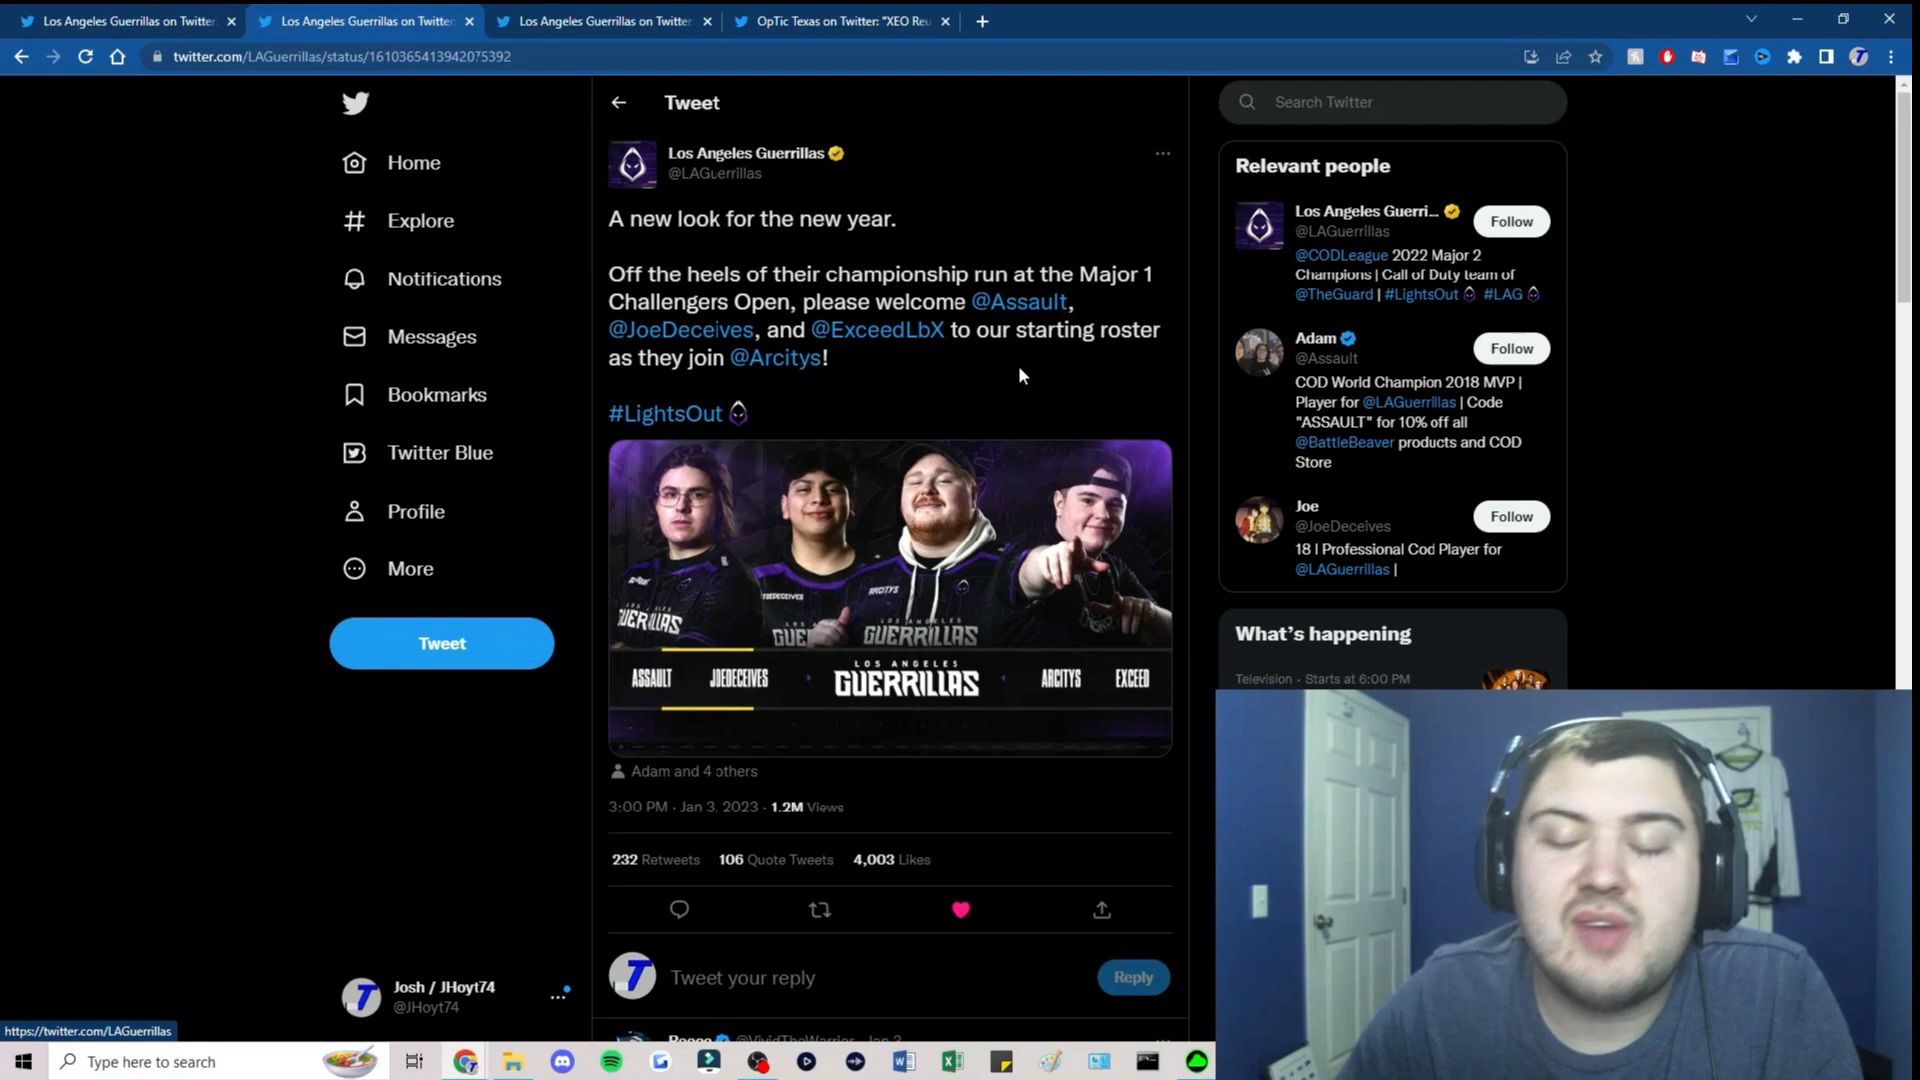 Los Angeles Guerrillas on Twitter:
Los Angeles Guerrillas on Twitter:
Los Angeles Guerrillas on Twitter:
OpTic Texas on Twitter: "XEO Reu
twitter.com/LAGuerrillas/status/1610365413942075392
Home
Explore
Notifications
Messages
Bookmarks
Twitter Blue
Profile
More
Tweet
Josh / JHoyt74
@JHoyt74
Tweet
Los Angeles Guerrillas
@LAGuerrillas
A new look for the new year.
Off the heels of their championship run at the Major 1
Challengers Open, please welcome @Assault,
@JoeDeceives, and @ExceedLbX to our starting roster
as they join @Arcitys!
#LightsOut
JOEDECEIVES
ARCITYS
GUERRILLAS
LOS ANGELES
GUERRILLAS
ASSAULT
JOEDECEIVES
LOS ANGELES
GUERRILLAS
ARCITYS
EXCEED
Adam and 4 others
3:00 PM · Jan 3, 2023 · 1.2M Views
232 Retweets 106 Quote Tweets 4,003 Likes
Tweet your reply
Reply
@VividTheWarrior · Jan 3
Search Twitter
Relevant people
Los Angeles Guerri...
@LAGuerrillas
Follow
@CODLeague 2022 Major 2
Champions | Call of Duty team of
@TheGuard | #LightsOut #LAG
Adam
@Assault
Follow
COD World Champion 2018 MVP |
Player for @LAGuerrillas | Code
"ASSAULT" for 10% off all
@BattleBeaver products and COD
Store
Joe
@JoeDeceives
Follow
18 | Professional Cod Player for
@LAGuerrillas |
What's happening
Television · Starts at 6:00 PM
https://twitter.com/LAGuerrillas
Type here to search